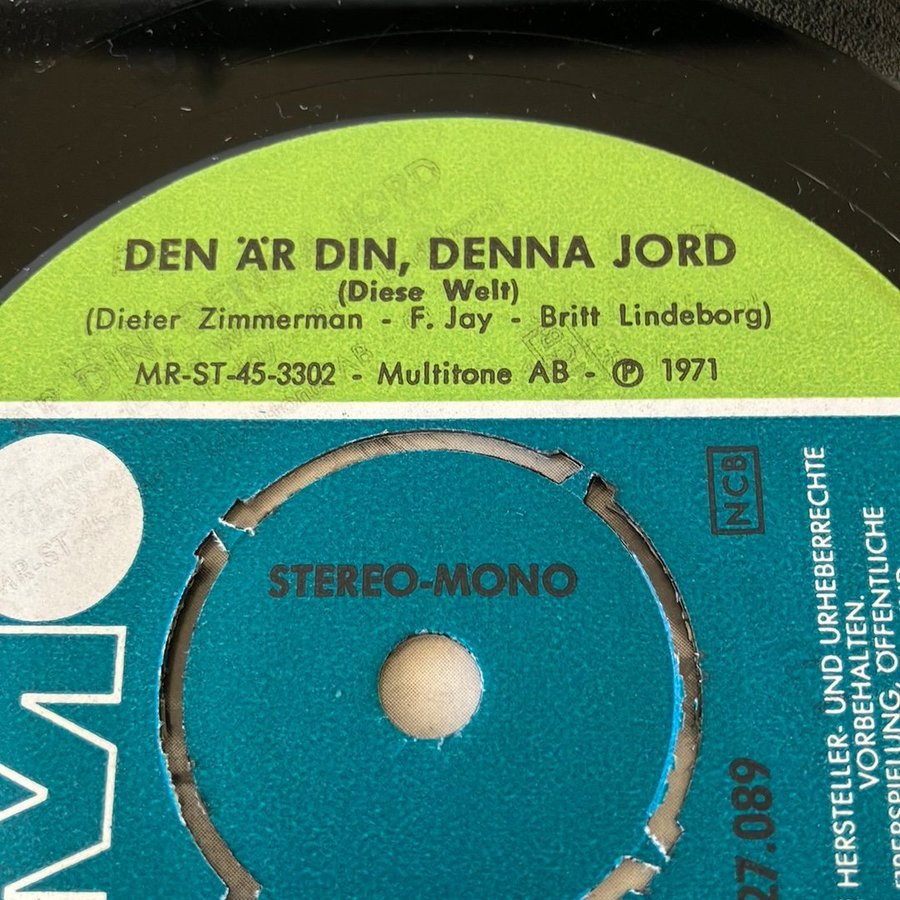 DEN ÄR DIN, DENNA JORD
(Diese Welt)
(Dieter Zimmerman - F. Jay - Britt Lindeborg)
MR-ST-45-3302 - Multitone AB - ℗ 1971
NCB
STEREO-MONO
27.089
HERSTELLER- UND URHEBERRECHTE
VORBEHALTEN.
ÖFFENTLICHE